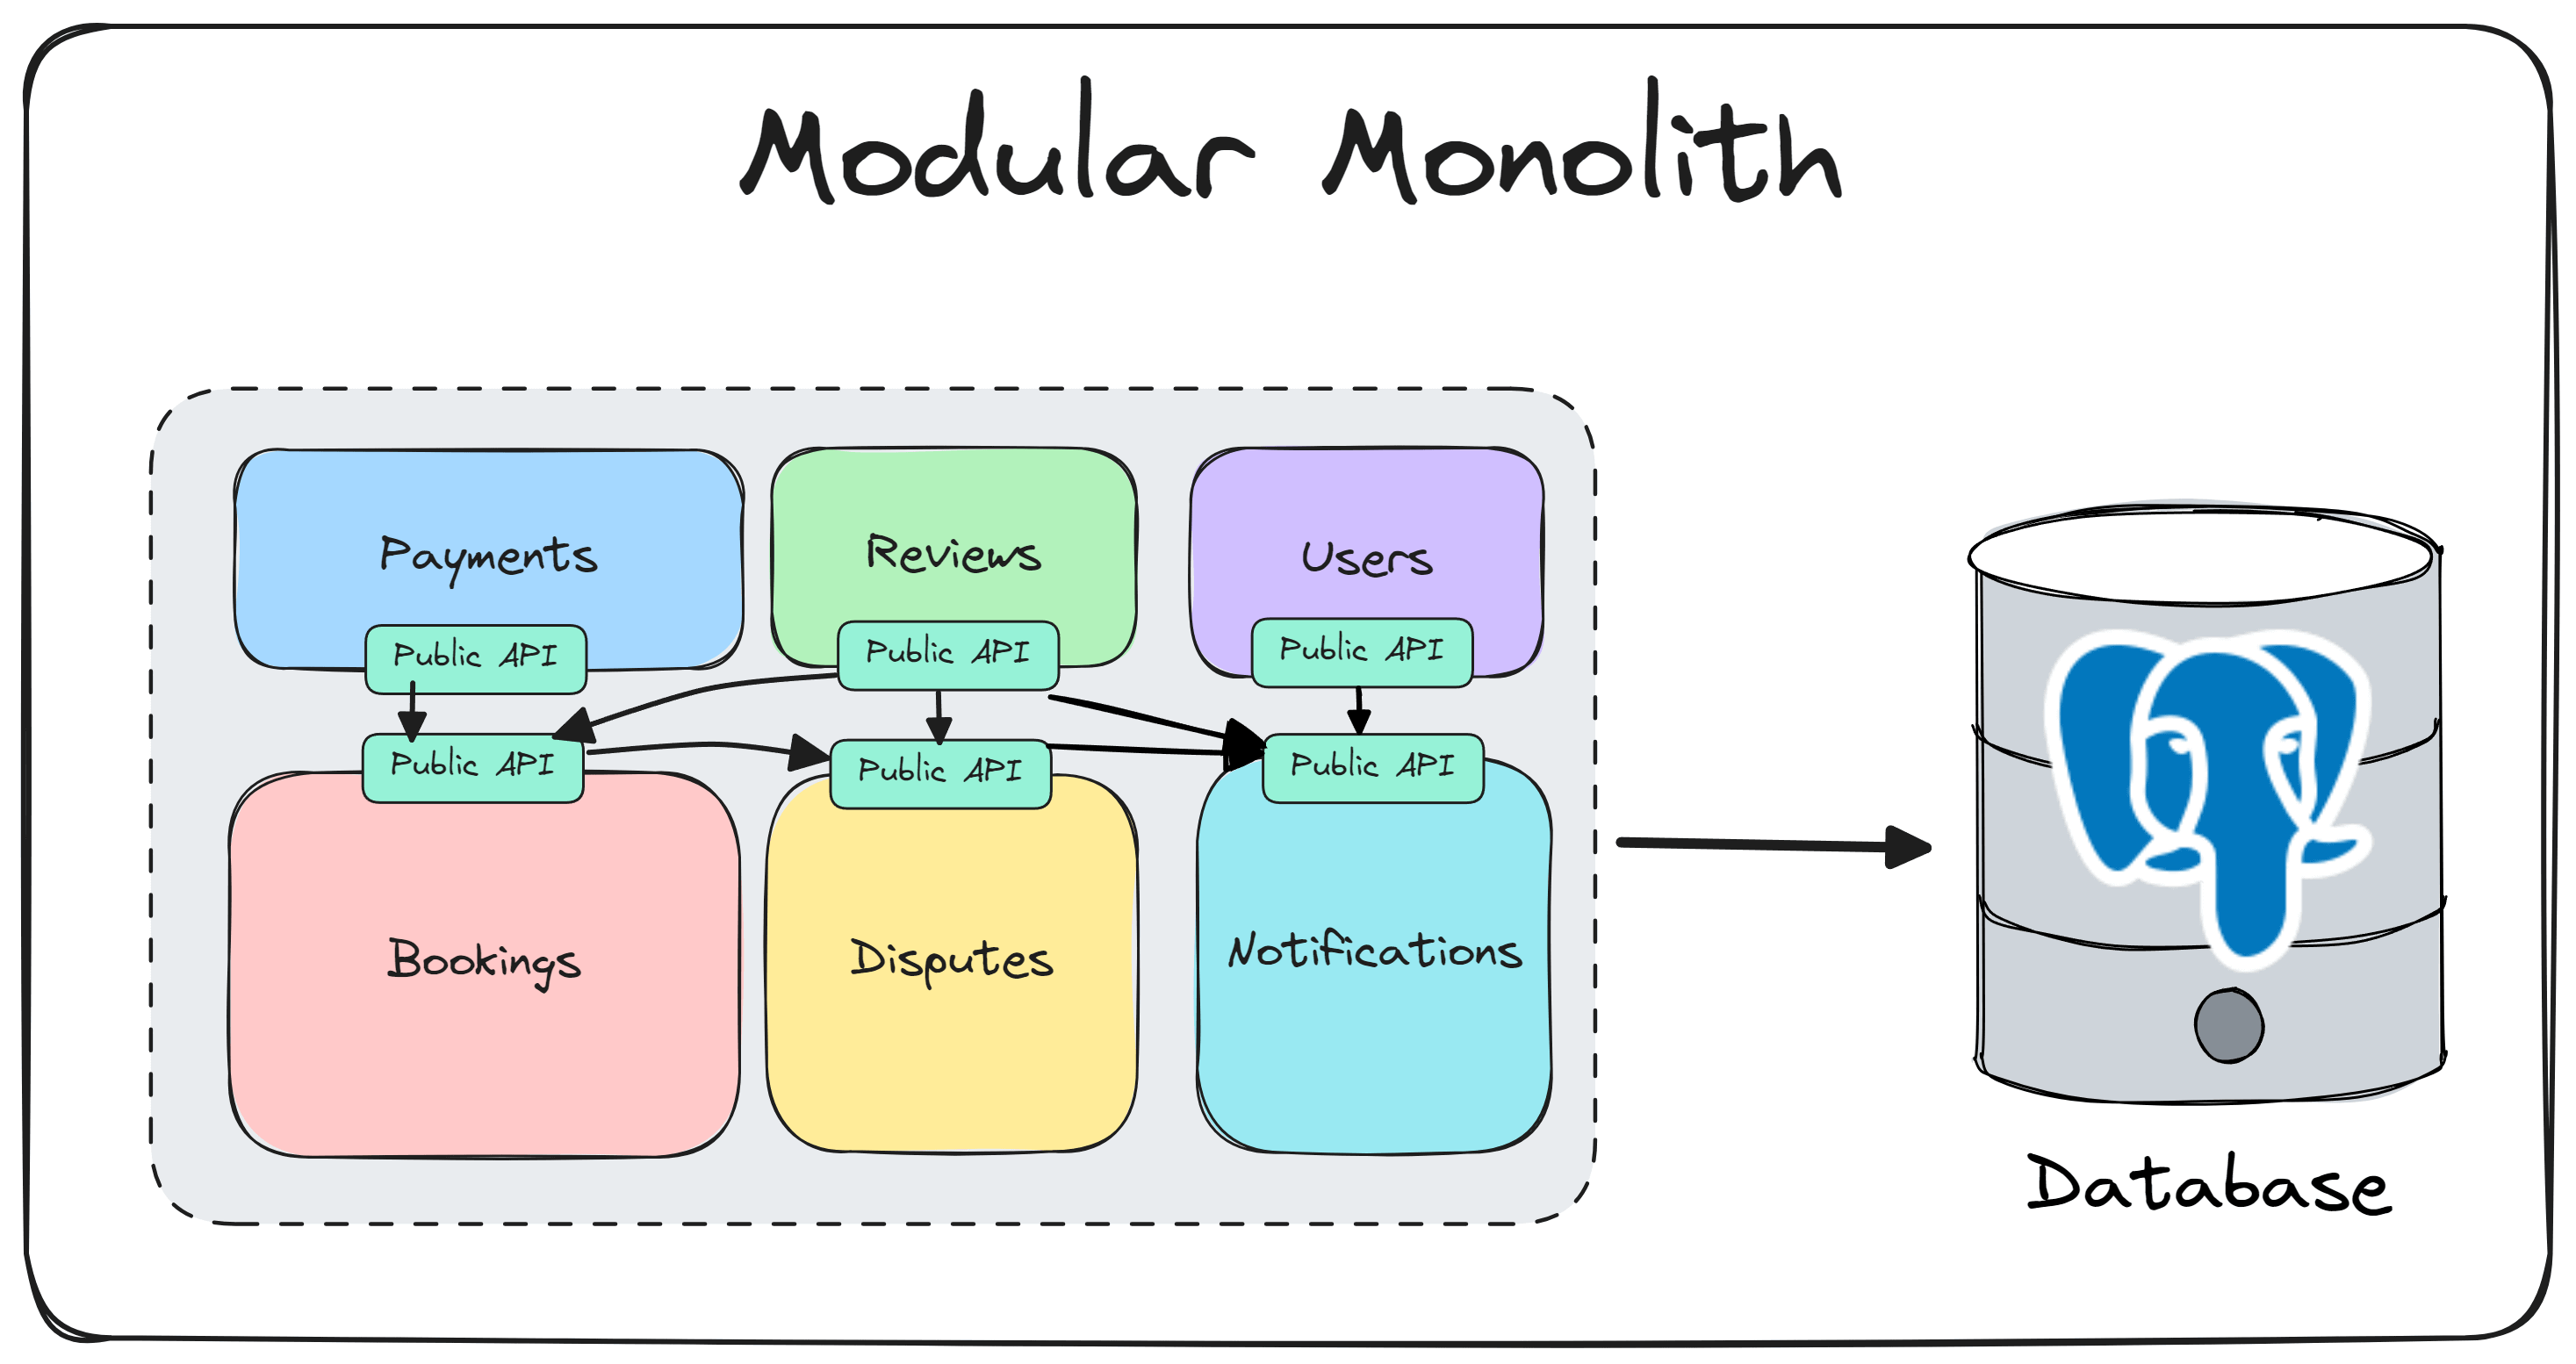 Modular Monolith
Payments
Reviews
Users
Public API
Public API
Public API
Public API
Public API
Public API
Bookings
Disputes
Notifications
Database